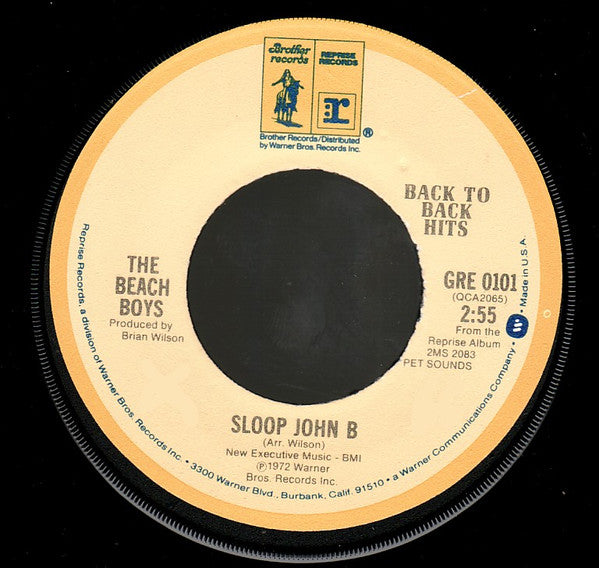 Brother
records
REPRISE
RECORDS
r
®
Brother Records/Distributed
by Warner Bros. Records Inc.
BACK TO
BACK
HITS
THE
BEACH
BOYS
Produced by
Brian Wilson
GRE 0101
(QCA2065)
2:55
From the
Reprise Album
2MS 2083
PET SOUNDS
SLOOP JOHN B
(Arr. Wilson)
New Executive Music - BMI
℗1972 Warner
Bros. Records Inc.
Reprise Records, a division of Warner Bros. Records Inc. • 3300 Warner Blvd., Burbank, Calif. 91510 • a Warner Communications Company • W • Made in U.S.A.